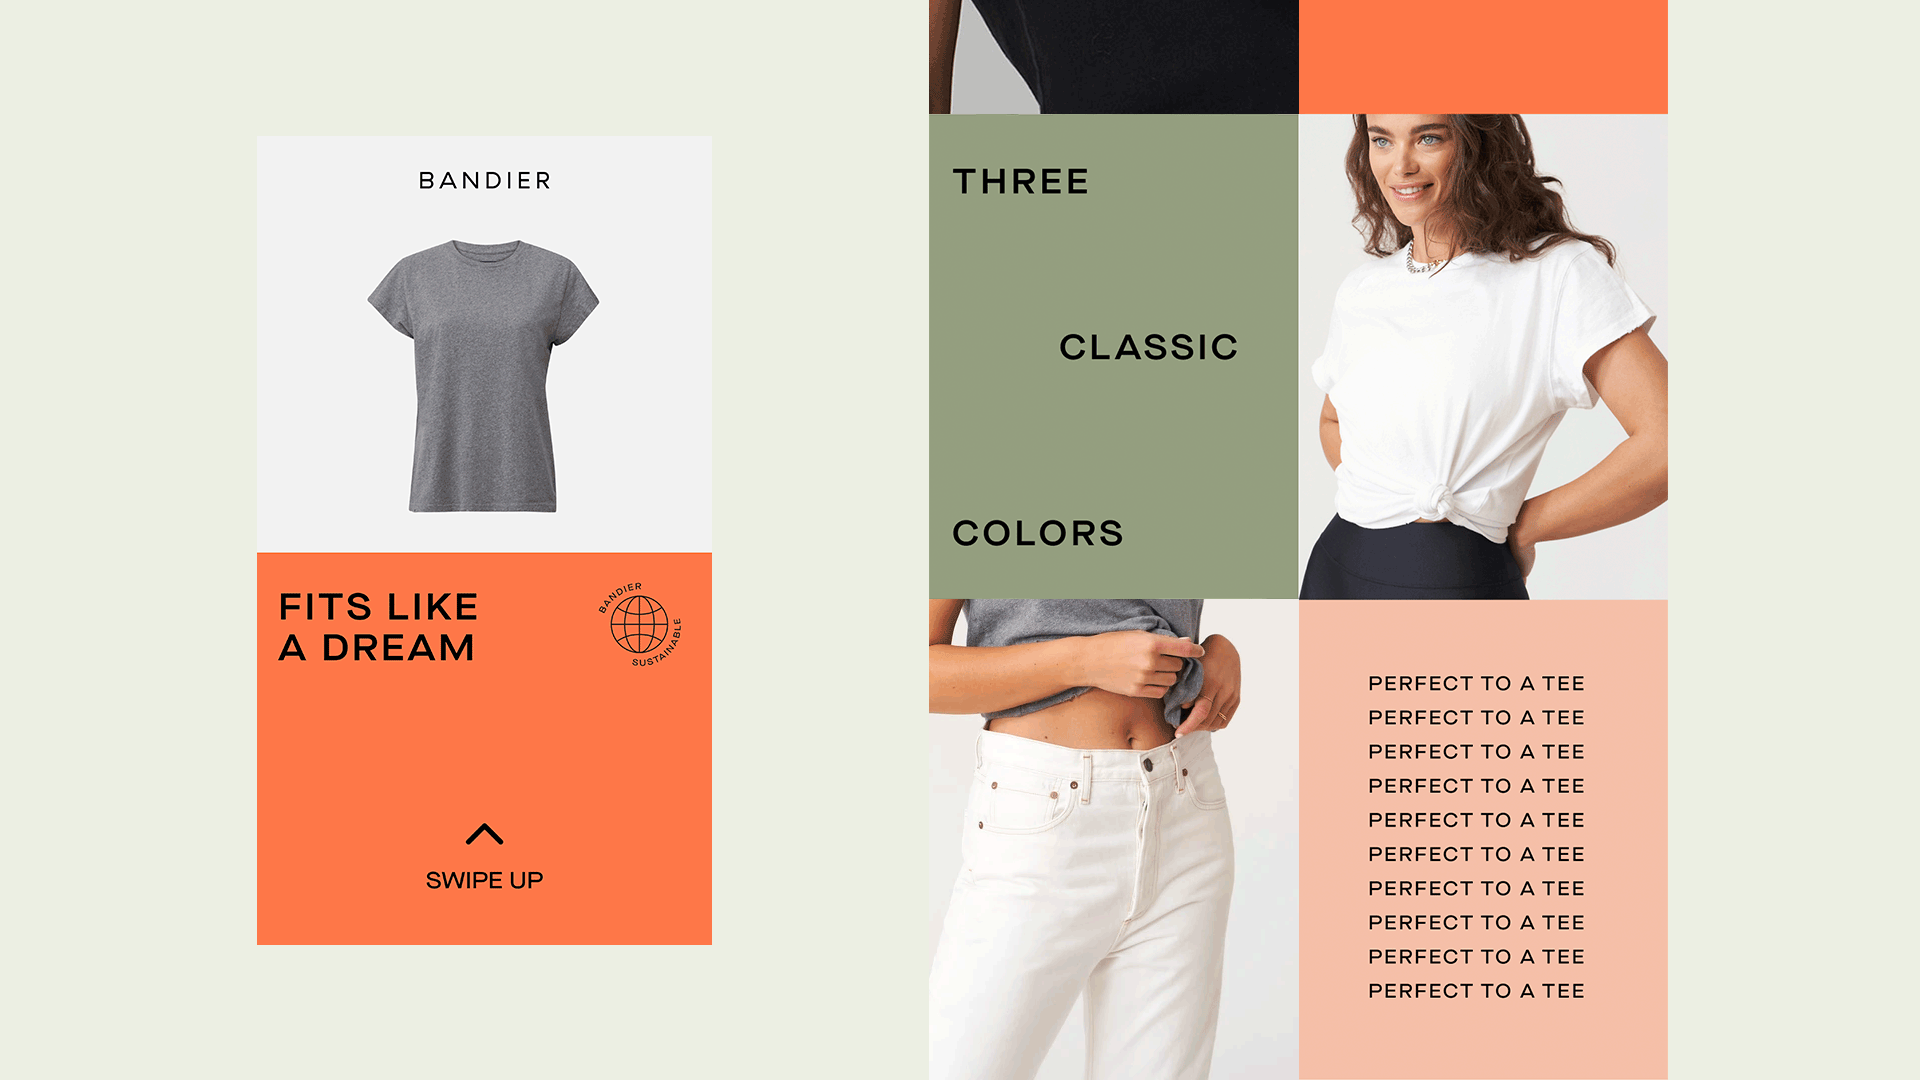 BANDIER
FITS LIKE
A DREAM
BANDIER
SUSTAINABLE
SWIPE UP
THREE
CLASSIC
COLORS
PERFECT TO A TEE
PERFECT TO A TEE
PERFECT TO A TEE
PERFECT TO A TEE
PERFECT TO A TEE
PERFECT TO A TEE
PERFECT TO A TEE
PERFECT TO A TEE
PERFECT TO A TEE
PERFECT TO A TEE